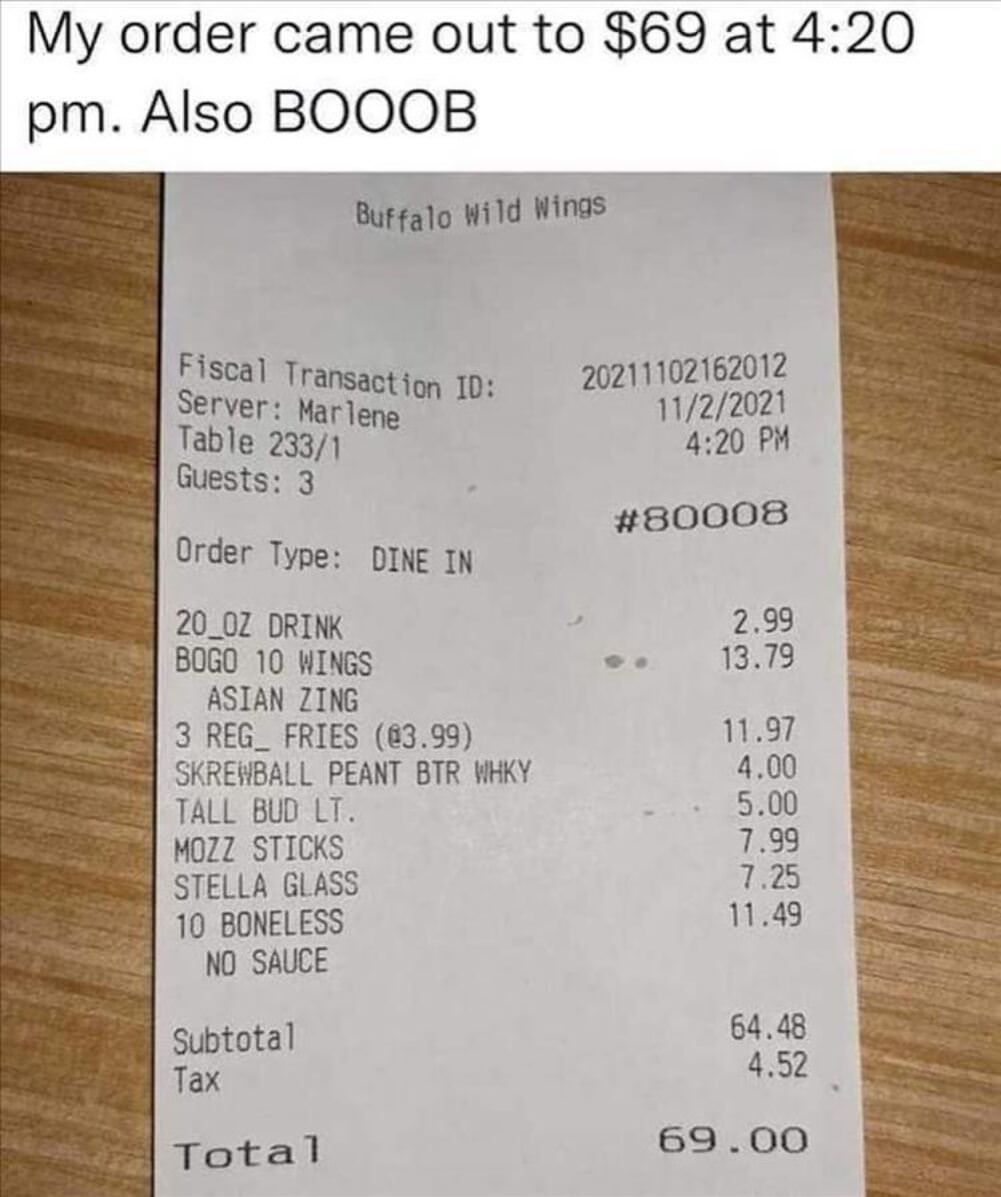 My order came out to $69 at 4:20
pm. Also BOOOB
Buffalo Wild Wings
Fiscal Transaction ID: 20211102162012
Server: Marlene 11/2/2021
Table 233/1 4:20 PM
Guests: 3
#80008
Order Type: DINE IN
20_OZ DRINK 2.99
BOGO 10 WINGS 13.79
ASIAN ZING
3 REG_ FRIES (@3.99) 11.97
SKREWBALL PEANT BTR WHKY 4.00
TALL BUD LT. 5.00
MOZZ STICKS 7.99
STELLA GLASS 7.25
10 BONELESS 11.49
NO SAUCE
Subtotal 64.48
Tax 4.52
Total 69.00